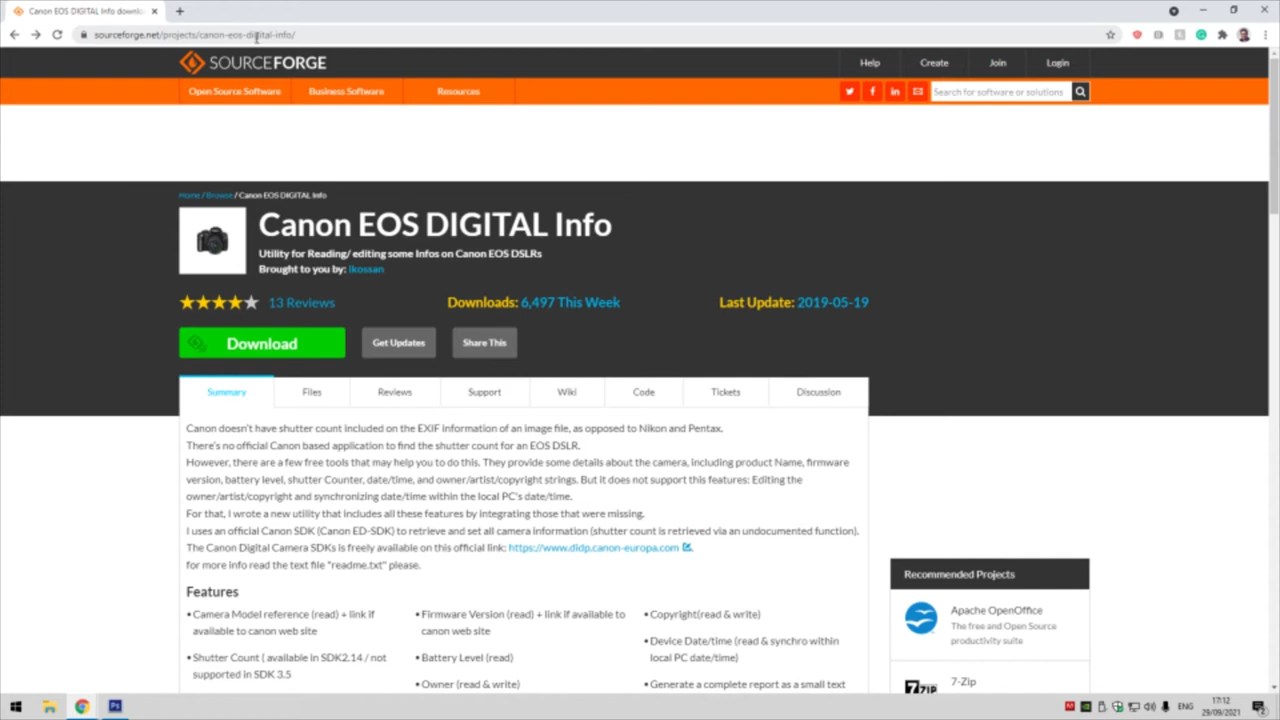 Canon EOS DIGITAL Info downlo
sourceforge.net/projects/canon-eos-digital-info/
SOURCEFORGE
Help Create Join Login
Open Source Software Business Software Resources
Search for software or solutions
Home / Browse / Canon EOS DIGITAL Info
Canon EOS DIGITAL Info
Utility for Reading/ editing some Infos on Canon EOS DSLRs
Brought to you by: ikossan
13 Reviews Downloads: 6,497 This Week Last Update: 2019-05-19
Download Get Updates Share This
Summary Files Reviews Support Wiki Code Tickets Discussion
Canon doesn't have shutter count included on the EXIF information of an image file, as opposed to Nikon and Pentax.
There's no official Canon based application to find the shutter count for an EOS DSLR.
However, there are a few free tools that may help you to do this. They provide some details about the camera, including product Name, firmware
version, battery level, shutter Counter, date/time, and owner/artist/copyright strings. But it does not support this features: Editing the
owner/artist/copyright and synchronizing date/time within the local PC's date/time.
For that, I wrote a new utility that includes all these features by integrating those that were missing.
I uses an official Canon SDK (Canon ED-SDK) to retrieve and set all camera information (shutter count is retrieved via an undocumented function).
The Canon Digital Camera SDKs is freely available on this official link: https://www.didp.canon-europa.com.
for more info read the text file "readme.txt" please.
Features
• Camera Model reference (read) + link if
available to canon web site
• Shutter Count ( available in SDK2.14 / not
supported in SDK 3.5
• Firmware Version (read) + link if available to
canon web site
• Battery Level (read)
• Owner (read & write)
• Copyright(read & write)
• Device Date/time (read & synchro within
local PC date/time)
• Generate a complete report as a small text
Recommended Projects
Apache OpenOffice
The free and Open Source
productivity suite
7ZIP
7-Zip
ENG
17:12
29/09/2021